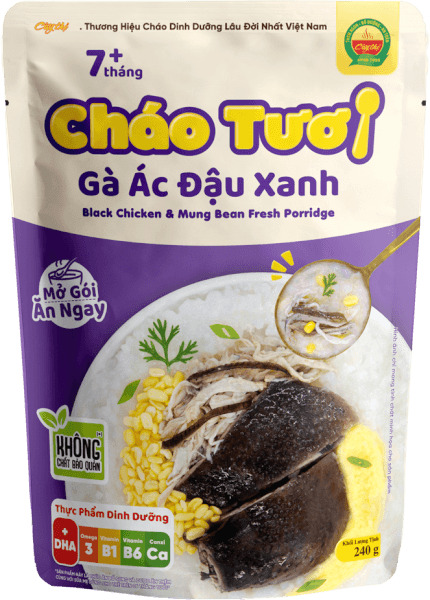 Cây Thị . Thương Hiệu Cháo Dinh Dưỡng Lâu Đời Nhất Việt Nam
Cây Thị
7+
tháng
Cháo Tươi
Gà Ác Đậu Xanh
Black Chicken & Mung Bean Fresh Porridge
Mở Gói
Ăn Ngay
KHÔNG
CHẤT BẢO QUẢN
Thực Phẩm Dinh Dưỡng
+ Omega Vitamin Vitamin Canxi
DHA 3 B1 B6 Ca
Khối Lượng Tịnh
240 g